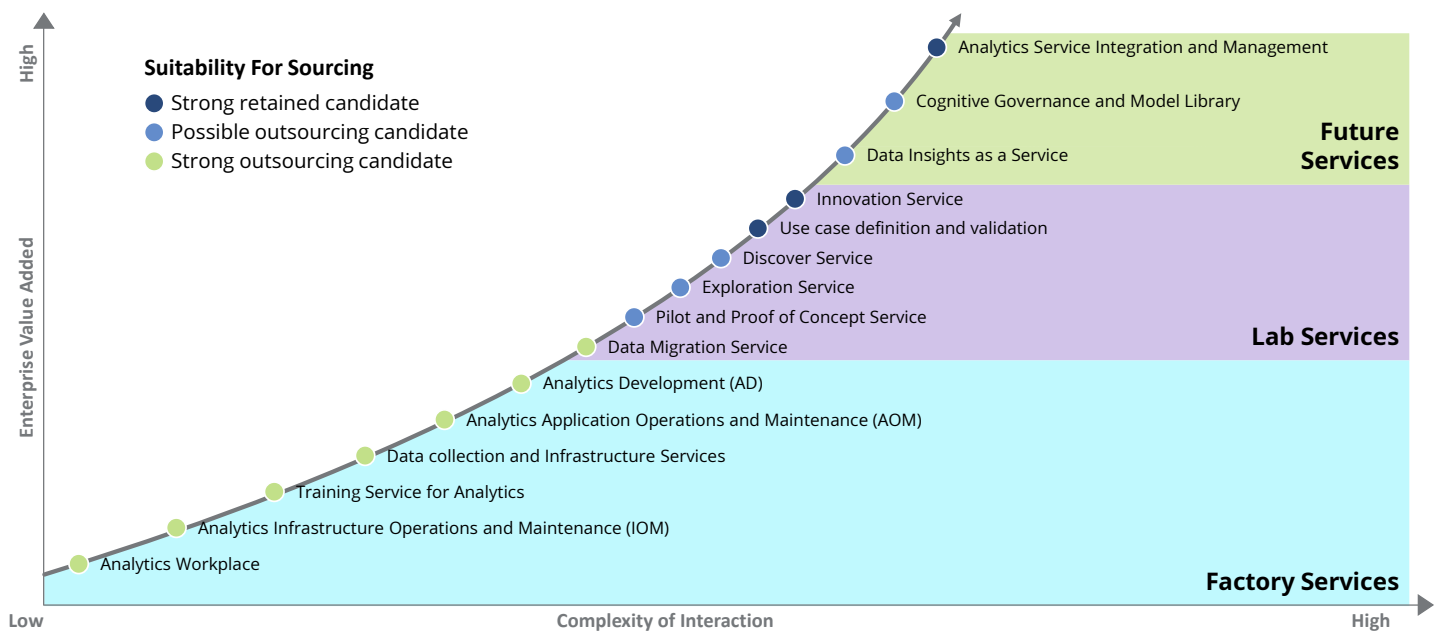 High
Enterprise Value Added
Suitability For Sourcing
Strong retained candidate
Possible outsourcing candidate
Strong outsourcing candidate
Analytics Service Integration and Management
Cognitive Governance and Model Library
Data Insights as a Service
Future
Services
Innovation Service
Use case definition and validation
Discover Service
Exploration Service
Pilot and Proof of Concept Service
Data Migration Service
Lab Services
Analytics Development (AD)
Analytics Application Operations and Maintenance (AOM)
Data collection and Infrastructure Services
Training Service for Analytics
Analytics Infrastructure Operations and Maintenance (IOM)
Analytics Workplace
Factory Services
Low
Complexity of Interaction
High